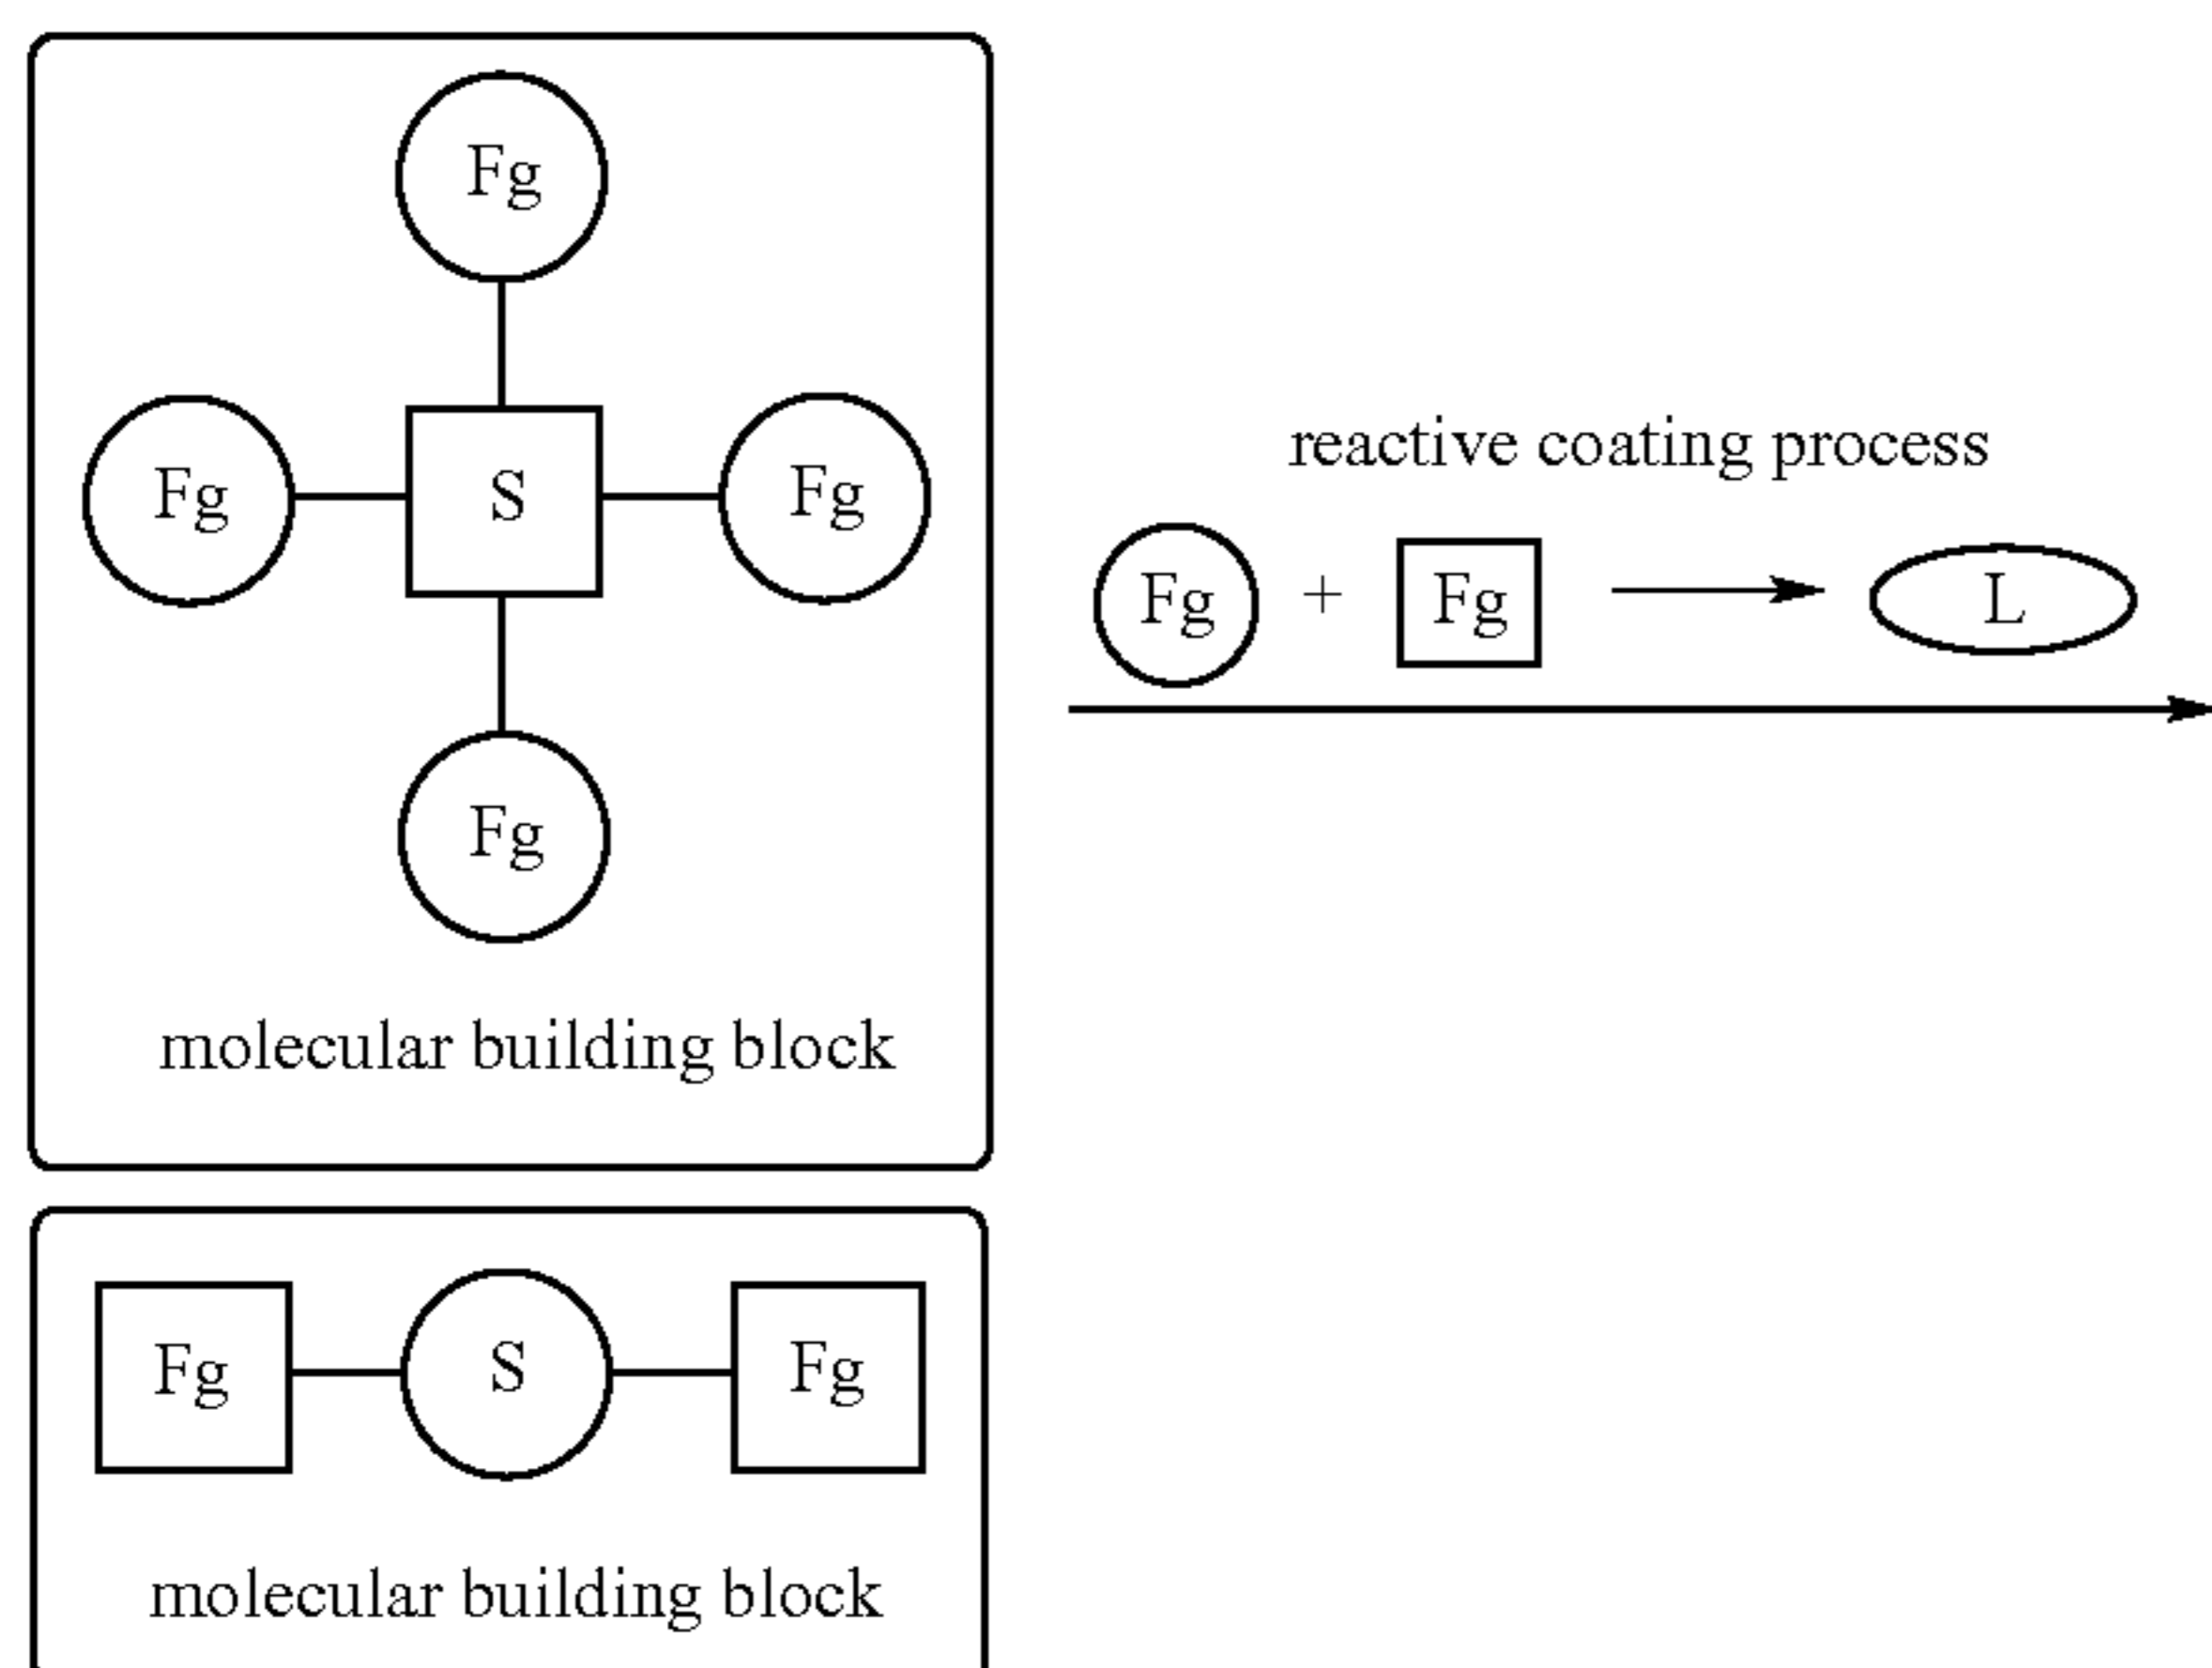 Fg
Fg S Fg
Fg
molecular building block
reactive coating process
Fg + Fg L
Fg S Fg
molecular building block